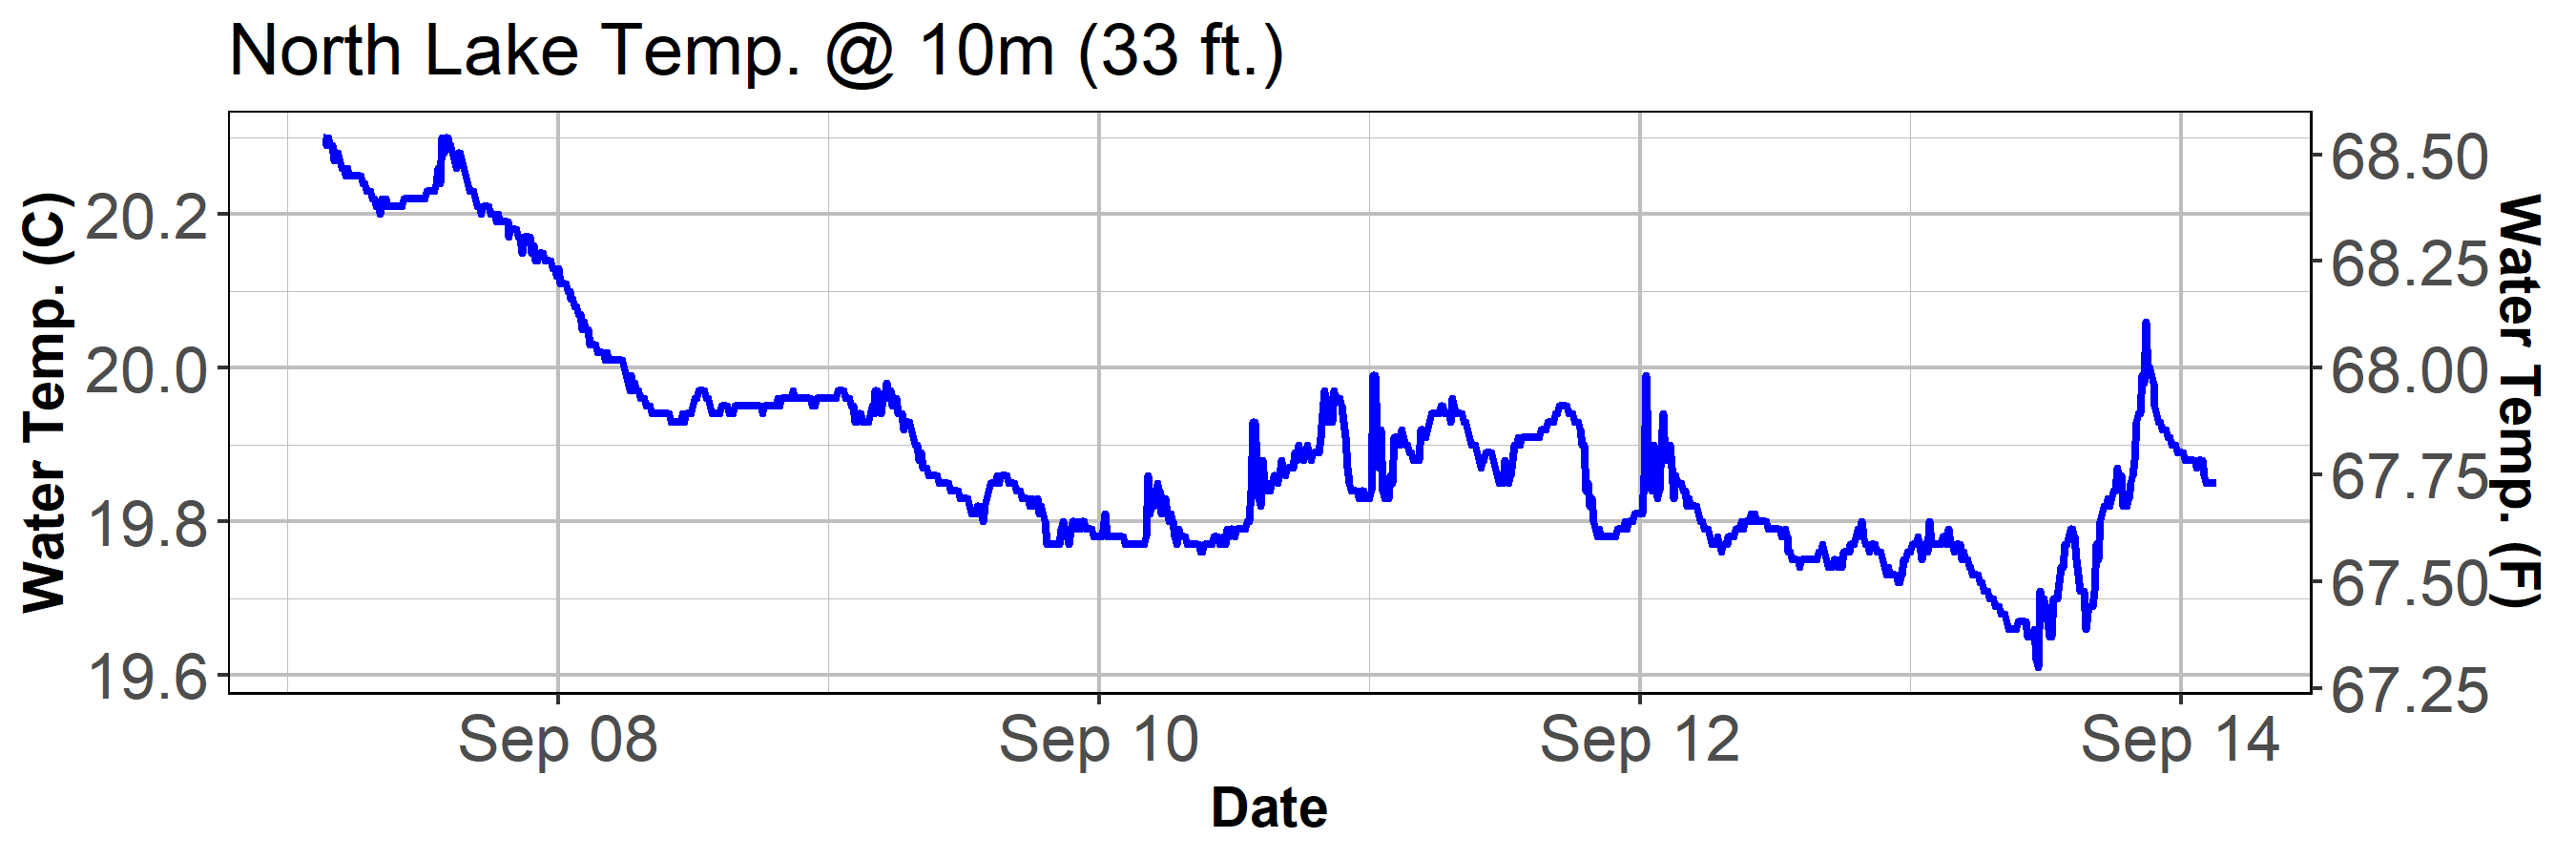 North Lake Temp. @ 10m (33 ft.)
Water Temp. (C)
20.2
20.0
19.8
19.6
68.50
68.25
68.00
67.75
67.50
67.25
Water Temp. (F)
Sep 08
Sep 10
Sep 12
Sep 14
Date